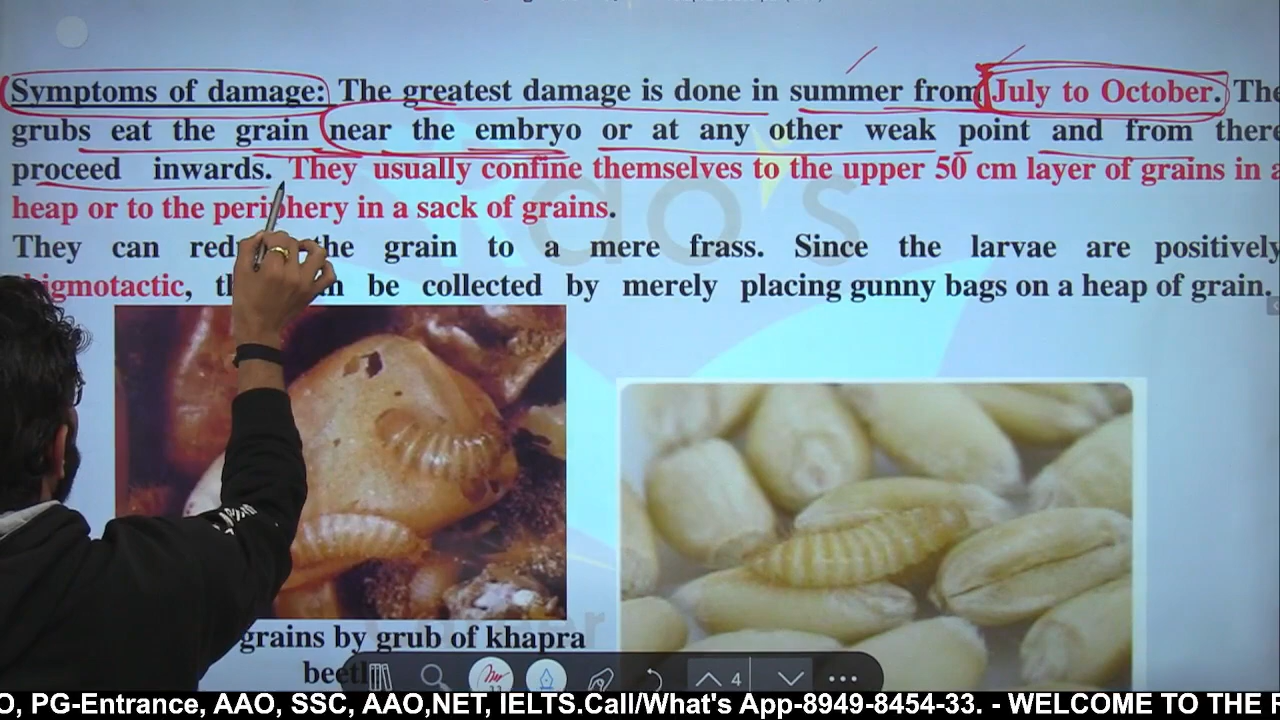 Symptoms of damage: The greatest damage is done in summer from July to October. The
grubs eat the grain near the embryo or at any other weak point and from there
proceed inwards. They usually confine themselves to the upper 50 cm layer of grains in a
heap or to the periphery in a sack of grains.
They can the grain to a mere frass. Since the larvae are positively
be collected by merely placing gunny bags on a heap of grain.
grains by grub of khapra
4
O, PG-Entrance, AAO, SSC, AAO,NET, IELTS.Call/What's App-8949-8454-33. - WELCOME TO THE